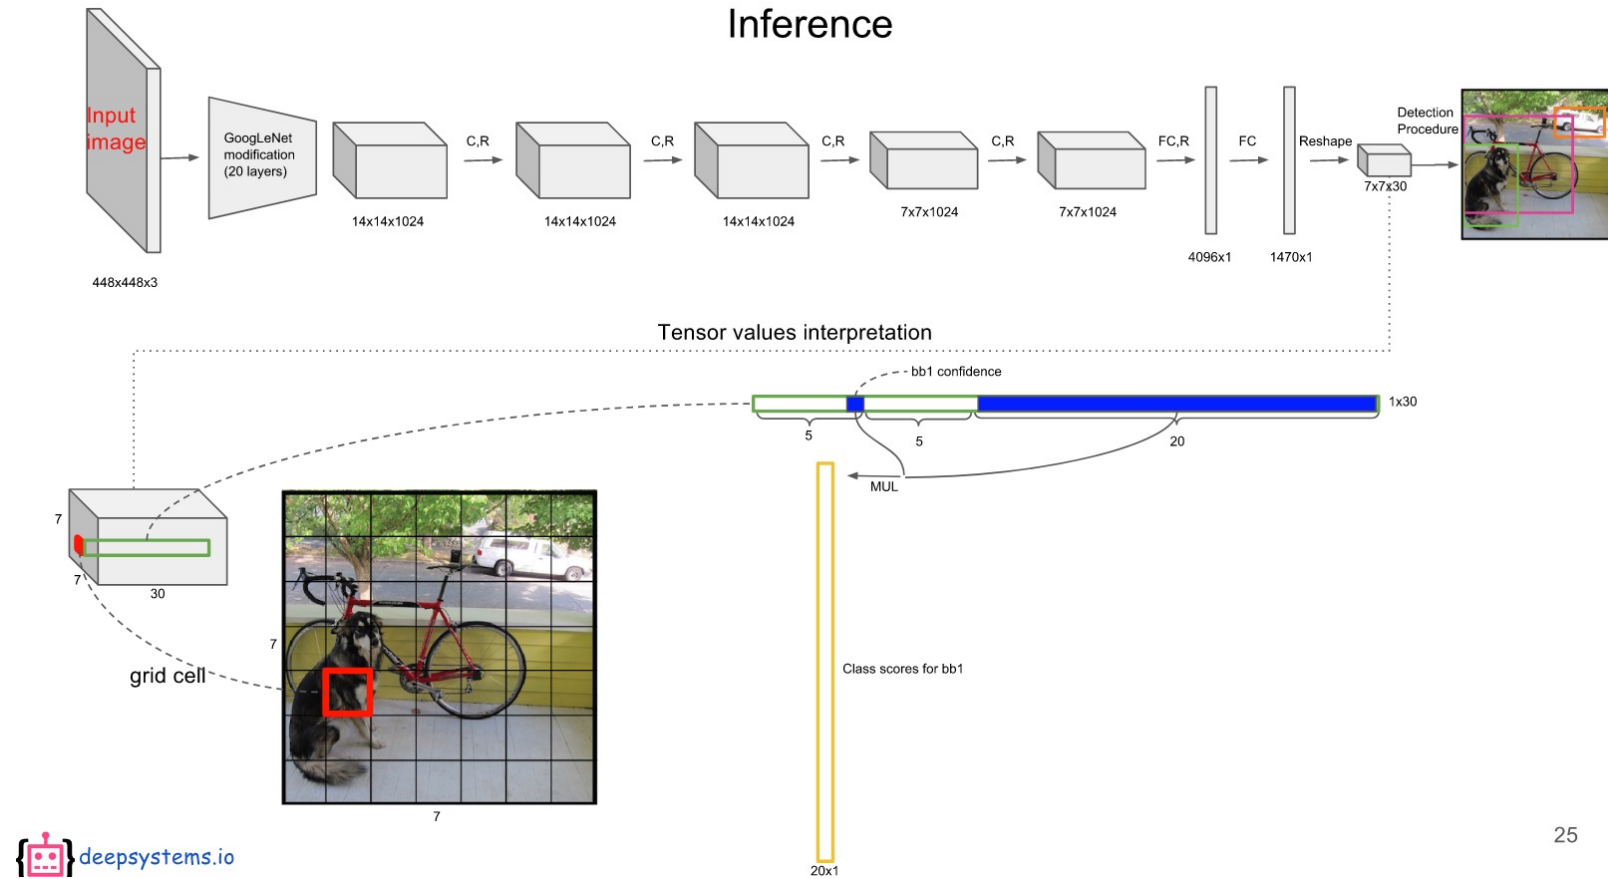 Inference
Input
image
GoogLeNet
modification
(20 layers)
C,R
C,R
C,R
C,R
FC,R
FC
Reshape
Detection
Procedure
448x448x3
14x14x1024
14x14x1024
14x14x1024
7x7x1024
7x7x1024
4096x1
1470x1
7x7x30
Tensor values interpretation
bb1 confidence
1x30
5
5
20
MUL
7
7
30
grid cell
7
7
Class scores for bb1
20x1
25
deepsystems.io